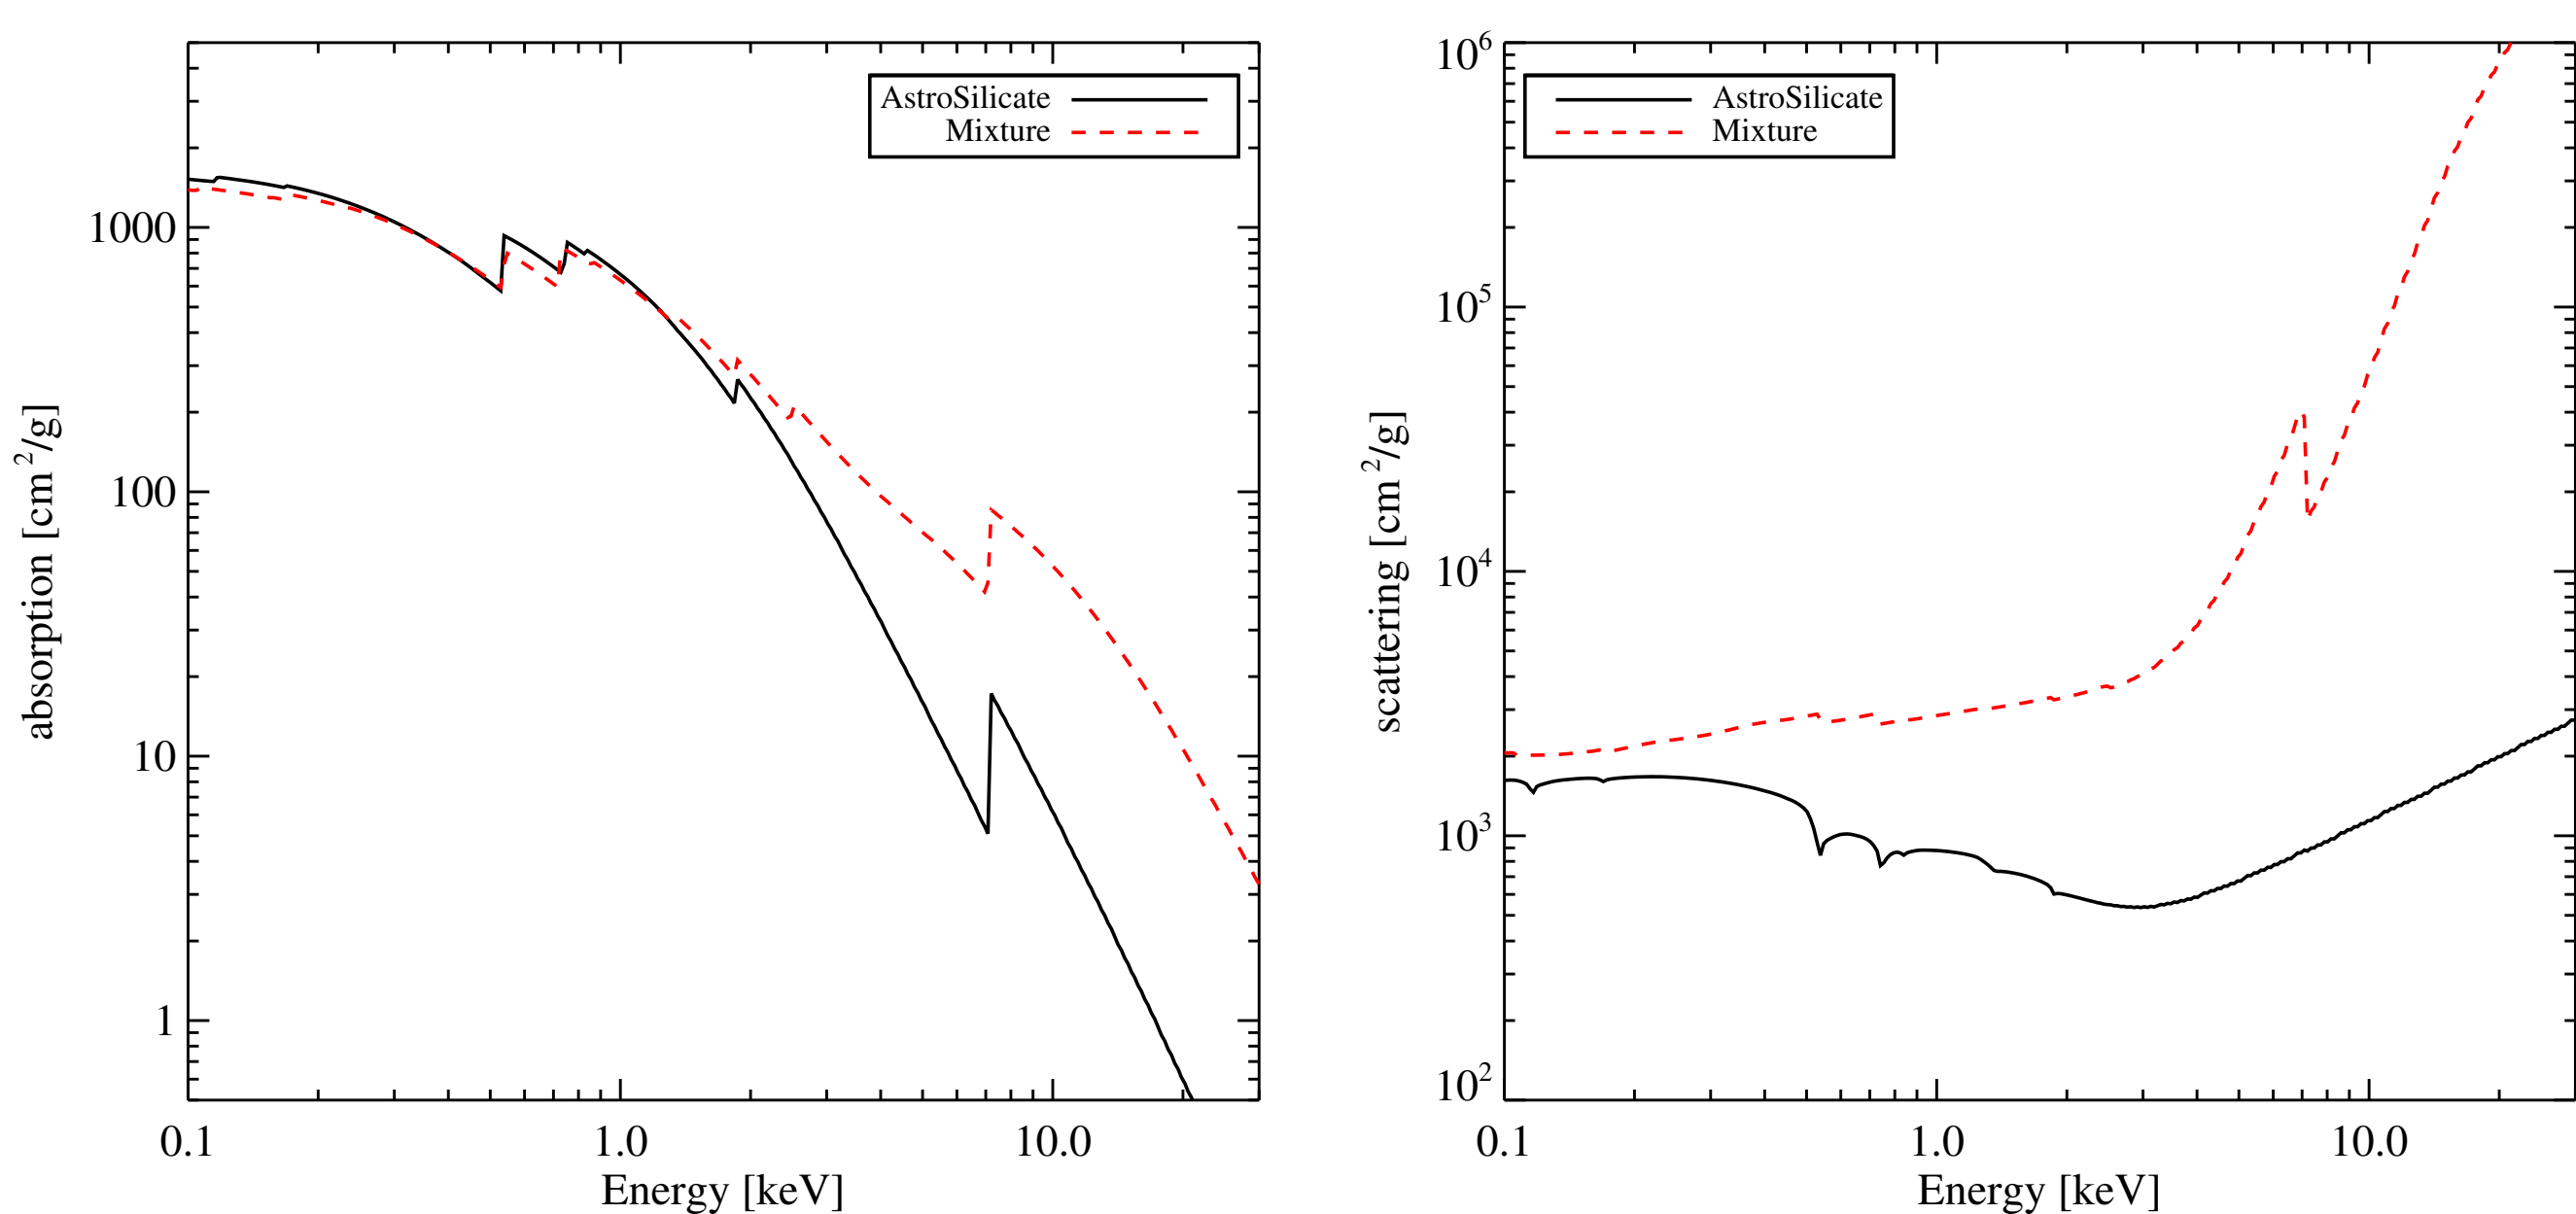 AstroSilicate
Mixture
1000
100
10
1
absorption [cm²/g]
0.1 1.0 10.0
Energy [keV]
AstroSilicate
Mixture
10⁶
10⁵
10⁴
10³
10²
scattering [cm²/g]
0.1 1.0 10.0
Energy [keV]